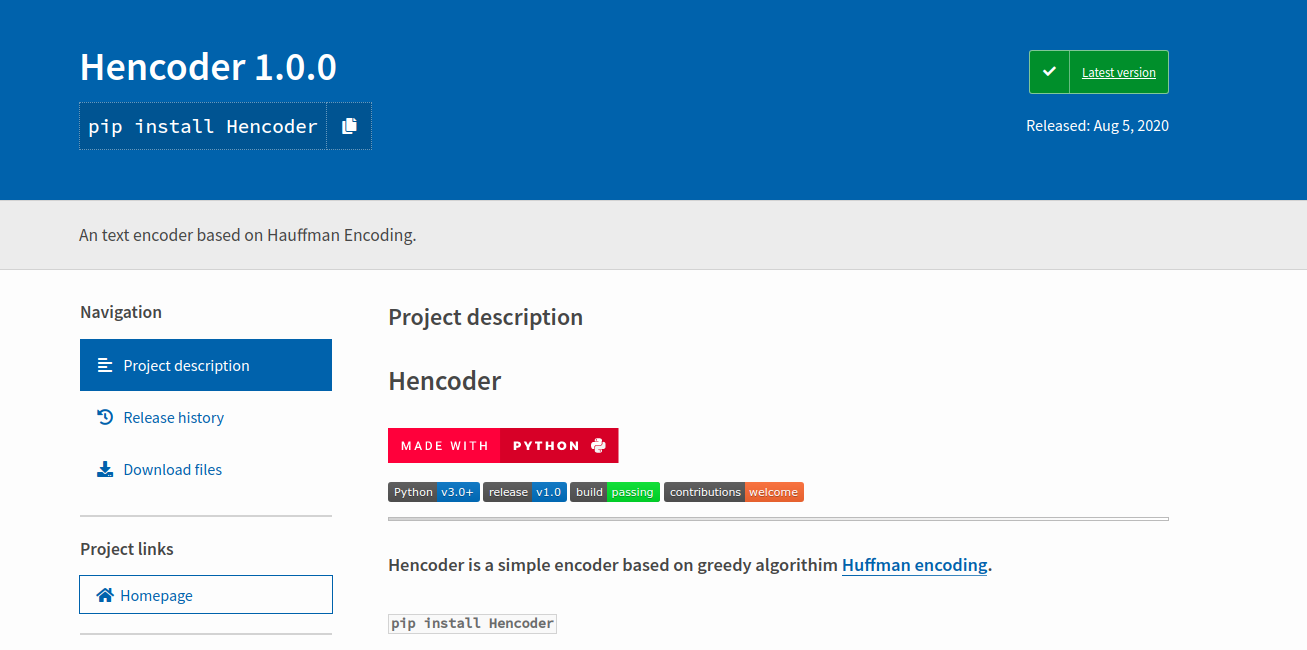 Hencoder 1.0.0
pip install Hencoder
Latest version
Released: Aug 5, 2020
An text encoder based on Hauffman Encoding.
Navigation
Project description
Release history
Download files
Project links
Homepage
Project description
Hencoder
MADE WITH PYTHON
Python v3.0+ release v1.0 build passing contributions welcome
Hencoder is a simple encoder based on greedy algorithim Huffman encoding.
pip install Hencoder